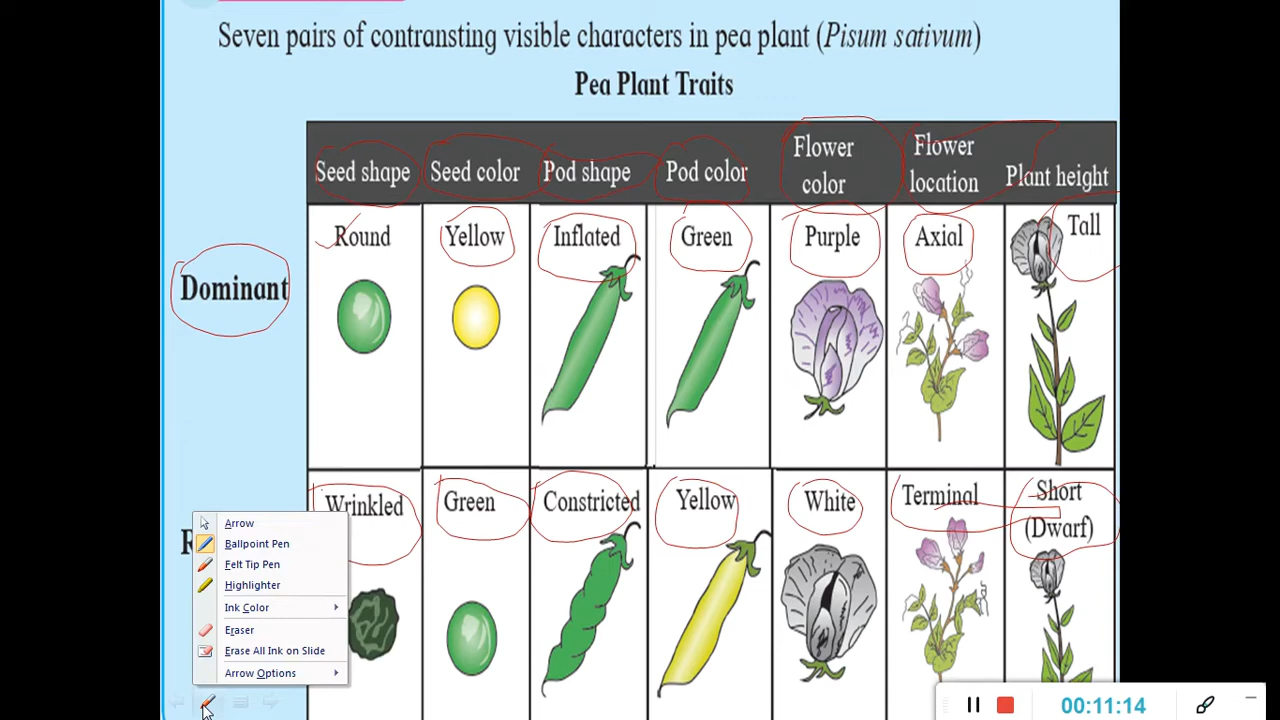 Seven pairs of contransting visible characters in pea plant (Pisum sativum)
Pea Plant Traits
Seed shape Seed color Pod shape Pod color Flower color Flower location Plant height
Dominant
Round Yellow Inflated Green Purple Axial Tall
Wrinkled Green Constricted Yellow White Terminal Short (Dwarf)
Arrow
Ballpoint Pen
Felt Tip Pen
Highlighter
Ink Color
Eraser
Erase All Ink on Slide
Arrow Options
00:11:14